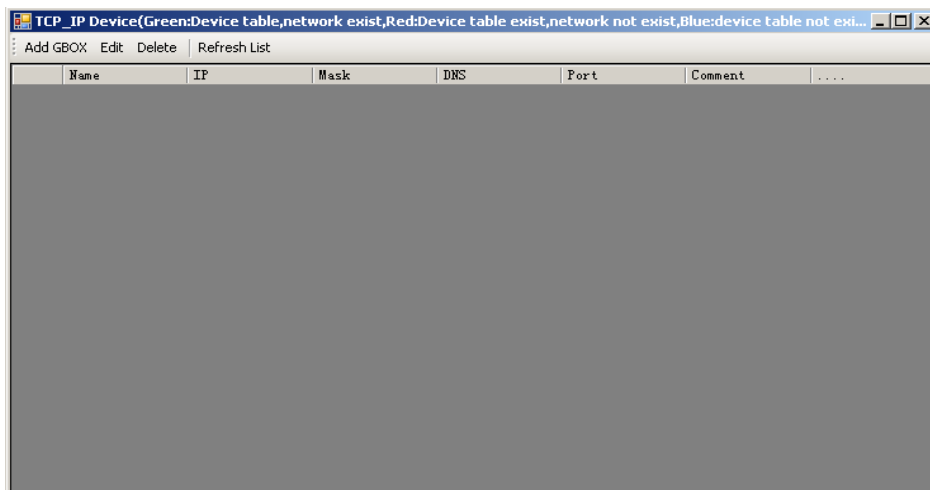 TCP_IP Device(Green:Device table,network exist,Red:Device table exist,network not exist,Blue:device table not exi...
Add GBOX Edit Delete Refresh List
Name IP Mask DNS Port Comment ....